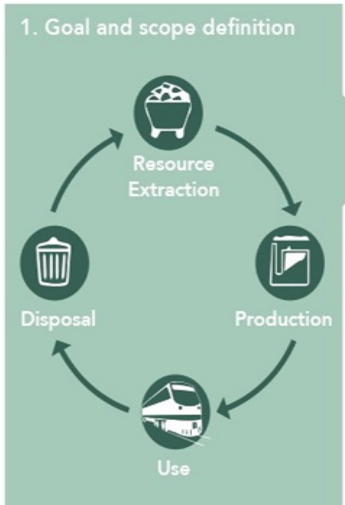 1. Goal and scope definition
Resource
Extraction
Disposal
Production
Use